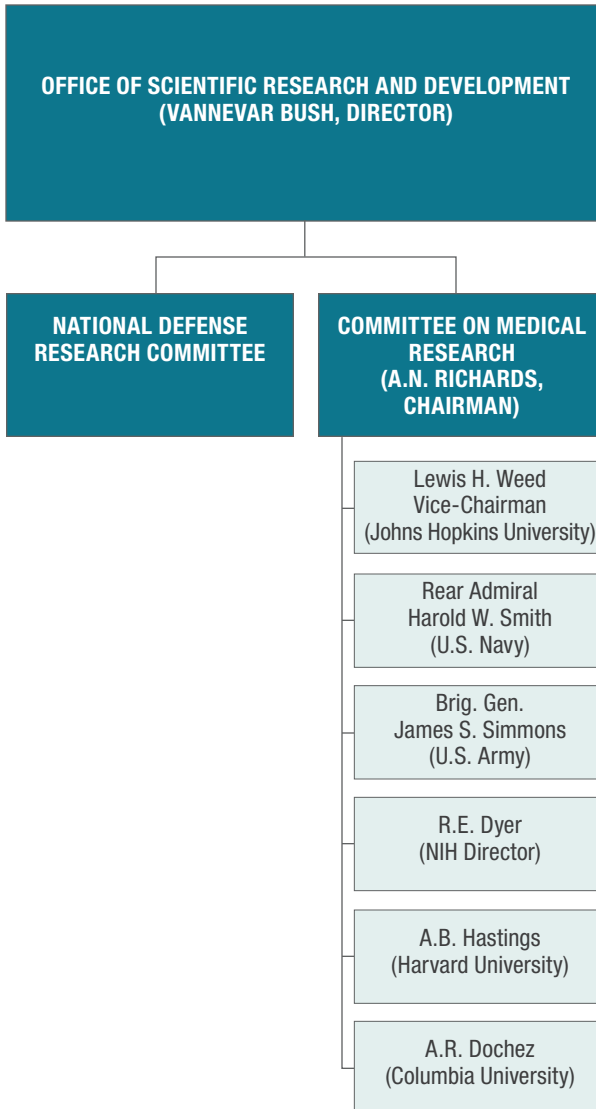 OFFICE OF SCIENTIFIC RESEARCH AND DEVELOPMENT
(VANNEVAR BUSH, DIRECTOR)
NATIONAL DEFENSE
RESEARCH COMMITTEE
COMMITTEE ON MEDICAL
RESEARCH
(A.N. RICHARDS,
CHAIRMAN)
Lewis H. Weed
Vice-Chairman
(Johns Hopkins University)
Rear Admiral
Harold W. Smith
(U.S. Navy)
Brig. Gen.
James S. Simmons
(U.S. Army)
R.E. Dyer
(NIH Director)
A.B. Hastings
(Harvard University)
A.R. Dochez
(Columbia University)